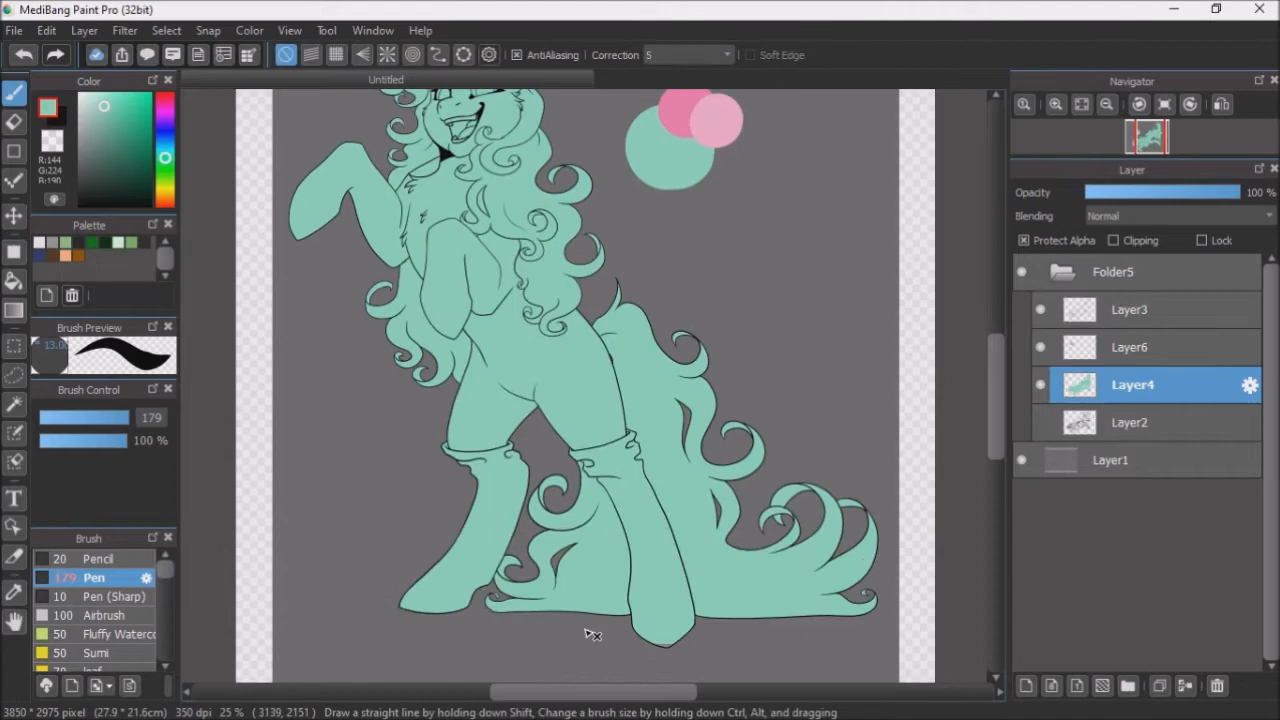 MediBang Paint Pro (32bit)
File Edit Layer Filter Select Snap Color View Tool Window Help
AntiAliasing Correction 5 Soft Edge
Untitled
Color
R:144
G:224
B:190
Palette
Brush Preview
13.00
Brush Control
179
100 %
Brush
20 Pencil
179 Pen
10 Pen (Sharp)
100 Airbrush
50 Fluffy Waterco
50 Sumi
70 leaf
Navigator
Layer
Opacity 100 %
Blending Normal
Protect Alpha Clipping Lock
Folder5
Layer3
Layer6
Layer4
Layer2
Layer1
T
3850 * 2975 pixel (27.9 * 21.6cm) 350 dpi 25 % ( 3139, 2151 ) Draw a straight line by holding down Shift, Change a brush size by holding down Ctrl, Alt, and dragging